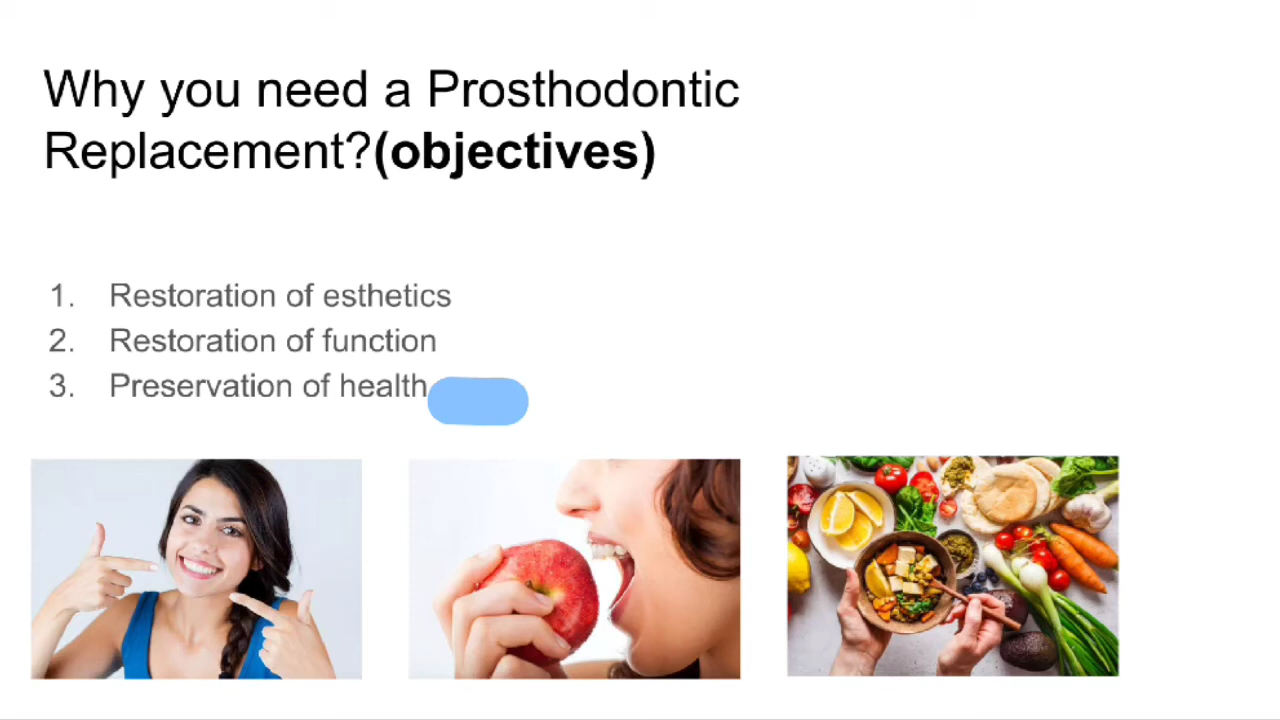 Why you need a Prosthodontic
Replacement?(objectives)
1. Restoration of esthetics
2. Restoration of function
3. Preservation of health